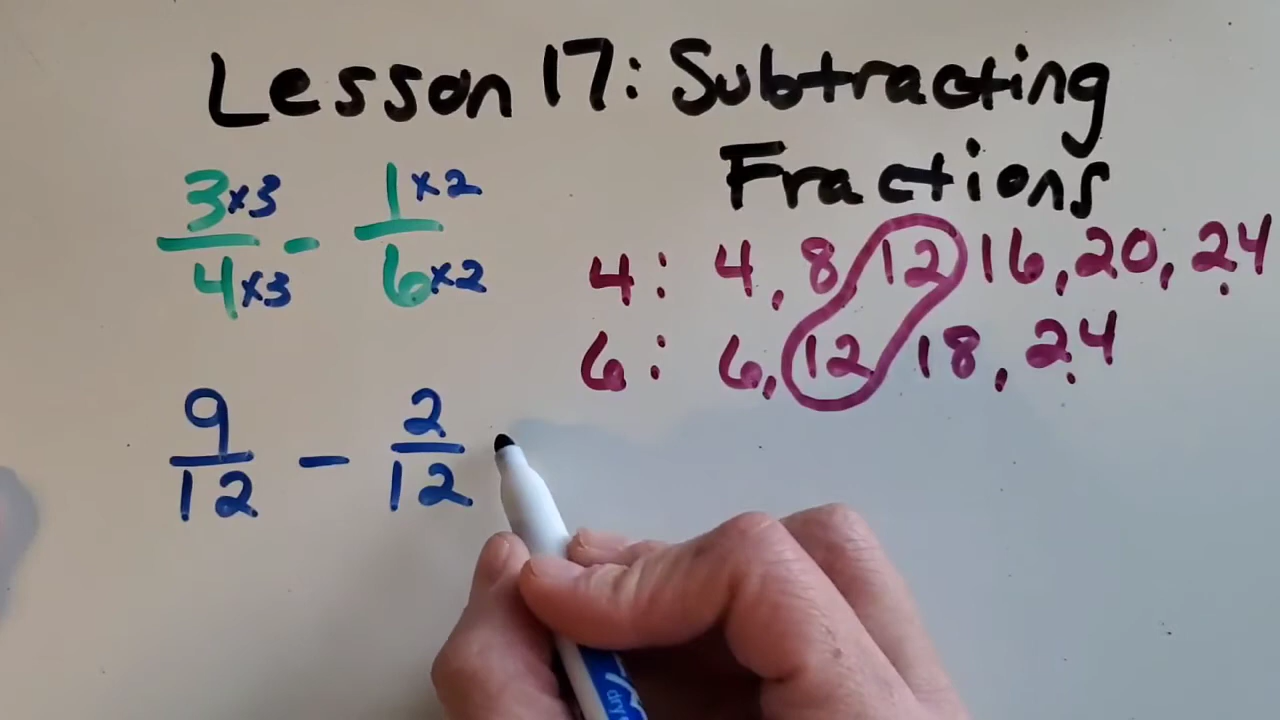 Lesson 17: Subtracting
Fractions
3×3 1×2
— - —
4×3 6×2
4: 4, 8 12 16, 20, 24
6: 6, 12 18, 24
9 2
— - —
12 12
dry